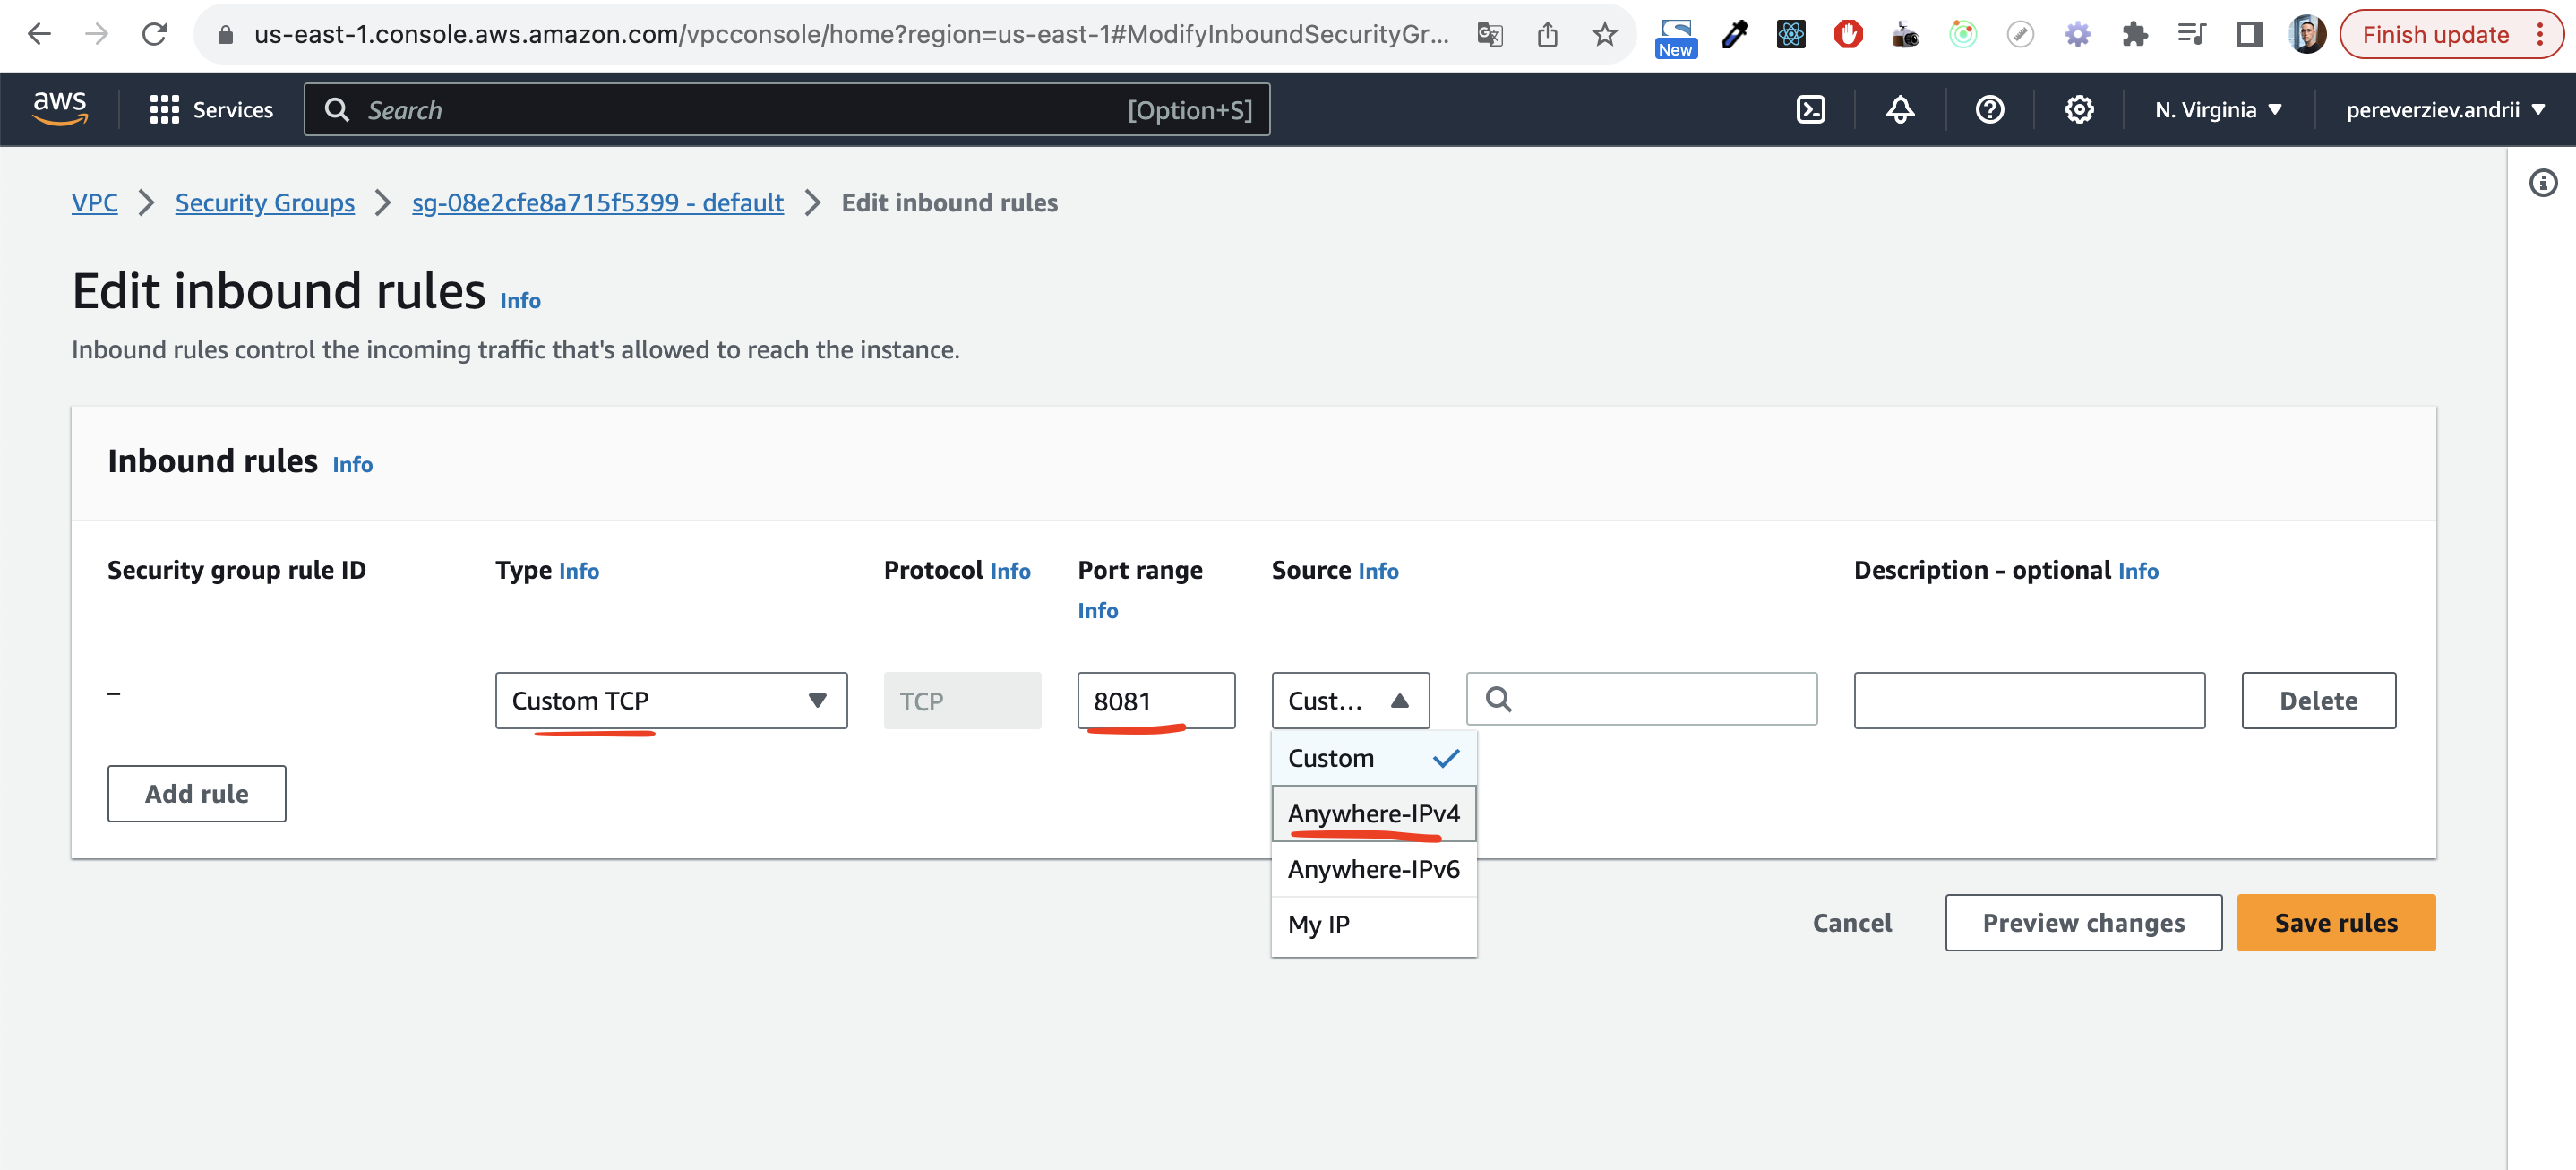 us-east-1.console.aws.amazon.com/vpcconsole/home?region=us-east-1#ModifyInboundSecurityGr...
New
Finish update
aws
Services
Search
[Option+S]
N. Virginia
pereverziev.andrii
VPC
Security Groups
sg-08e2cfe8a715f5399 - default
Edit inbound rules
Edit inbound rules Info
Inbound rules control the incoming traffic that's allowed to reach the instance.
Inbound rules Info
Security group rule ID
Type Info
Protocol Info
Port range
Info
Source Info
Description - optional Info
–
Custom TCP
TCP
8081
Cust...
Delete
Custom
Anywhere-IPv4
Anywhere-IPv6
My IP
Add rule
Cancel
Preview changes
Save rules